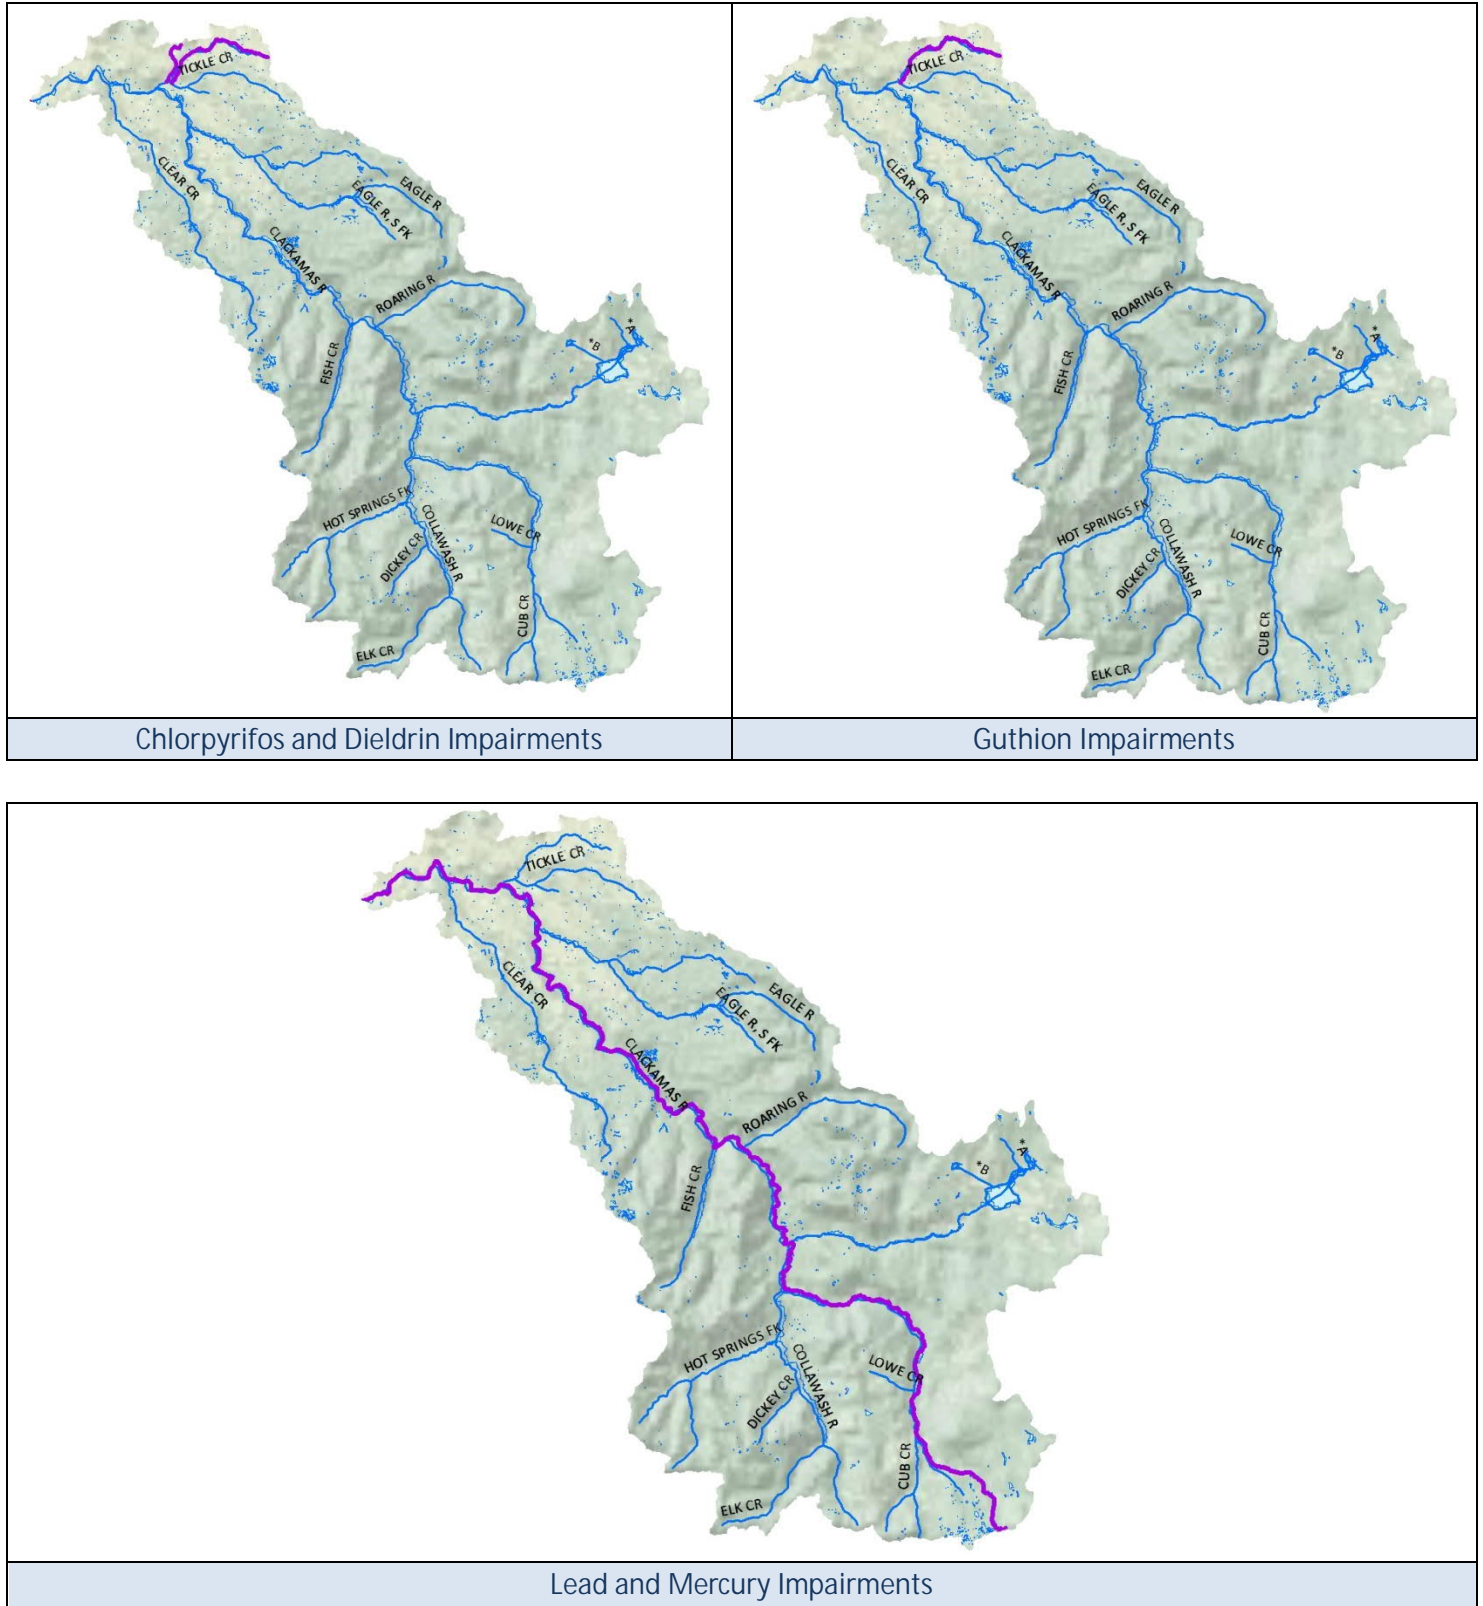 TICKLE CR
CLEAR CR
EAGLE R
EAGLE R, S FK
CLACKAMAS R
ROARING R
FISH CR
*A
*B
HOT SPRINGS FK
COLLAWASH R
LOWE CR
DICKEY CR
CUB CR
ELK CR
Chlorpyrifos and Dieldrin Impairments
TICKLE CR
CLEAR CR
EAGLE R
EAGLE R, S FK
CLACKAMAS R
ROARING R
FISH CR
*A
*B
HOT SPRINGS FK
COLLAWASH R
LOWE CR
DICKEY CR
CUB CR
ELK CR
Guthion Impairments
TICKLE CR
CLEAR CR
EAGLE R
EAGLE R, S FK
CLACKAMAS R
ROARING R
FISH CR
*A
*B
HOT SPRINGS FK
COLLAWASH R
LOWE CR
DICKEY CR
CUB CR
ELK CR
Lead and Mercury Impairments